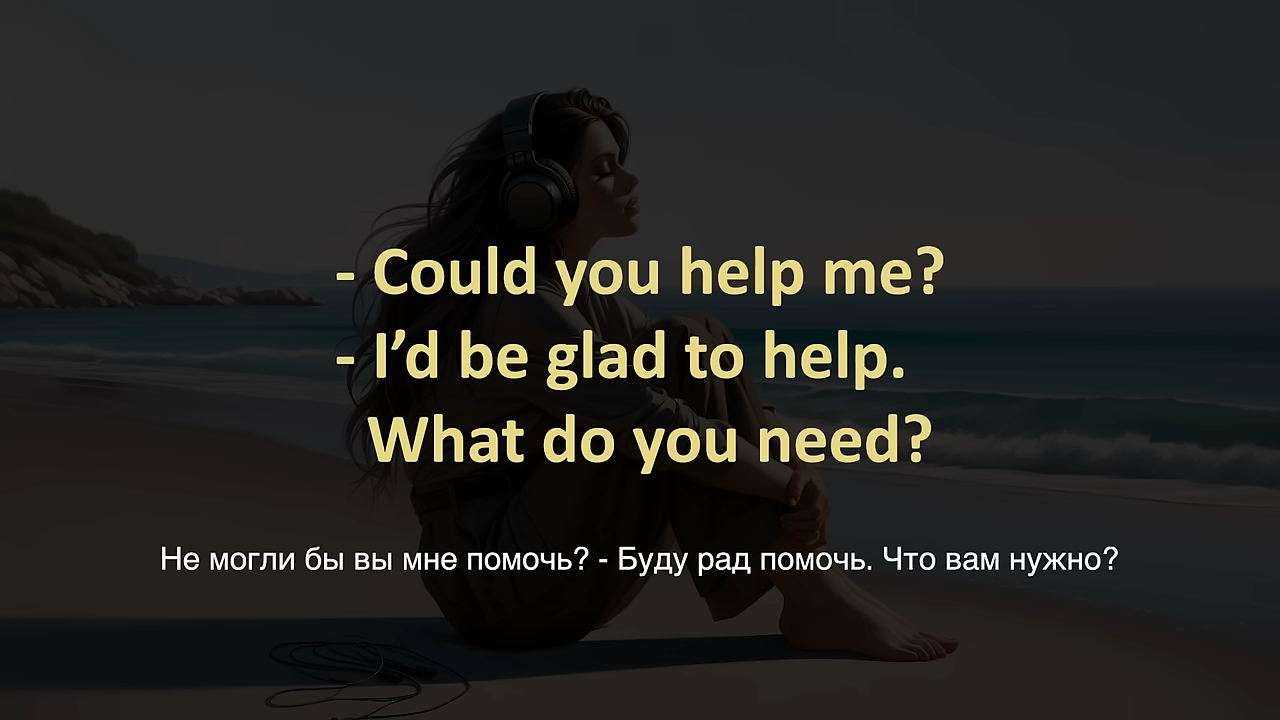 - Could you help me?
- I’d be glad to help.
What do you need?
Не могли бы вы мне помочь? - Буду рад помочь. Что вам нужно?